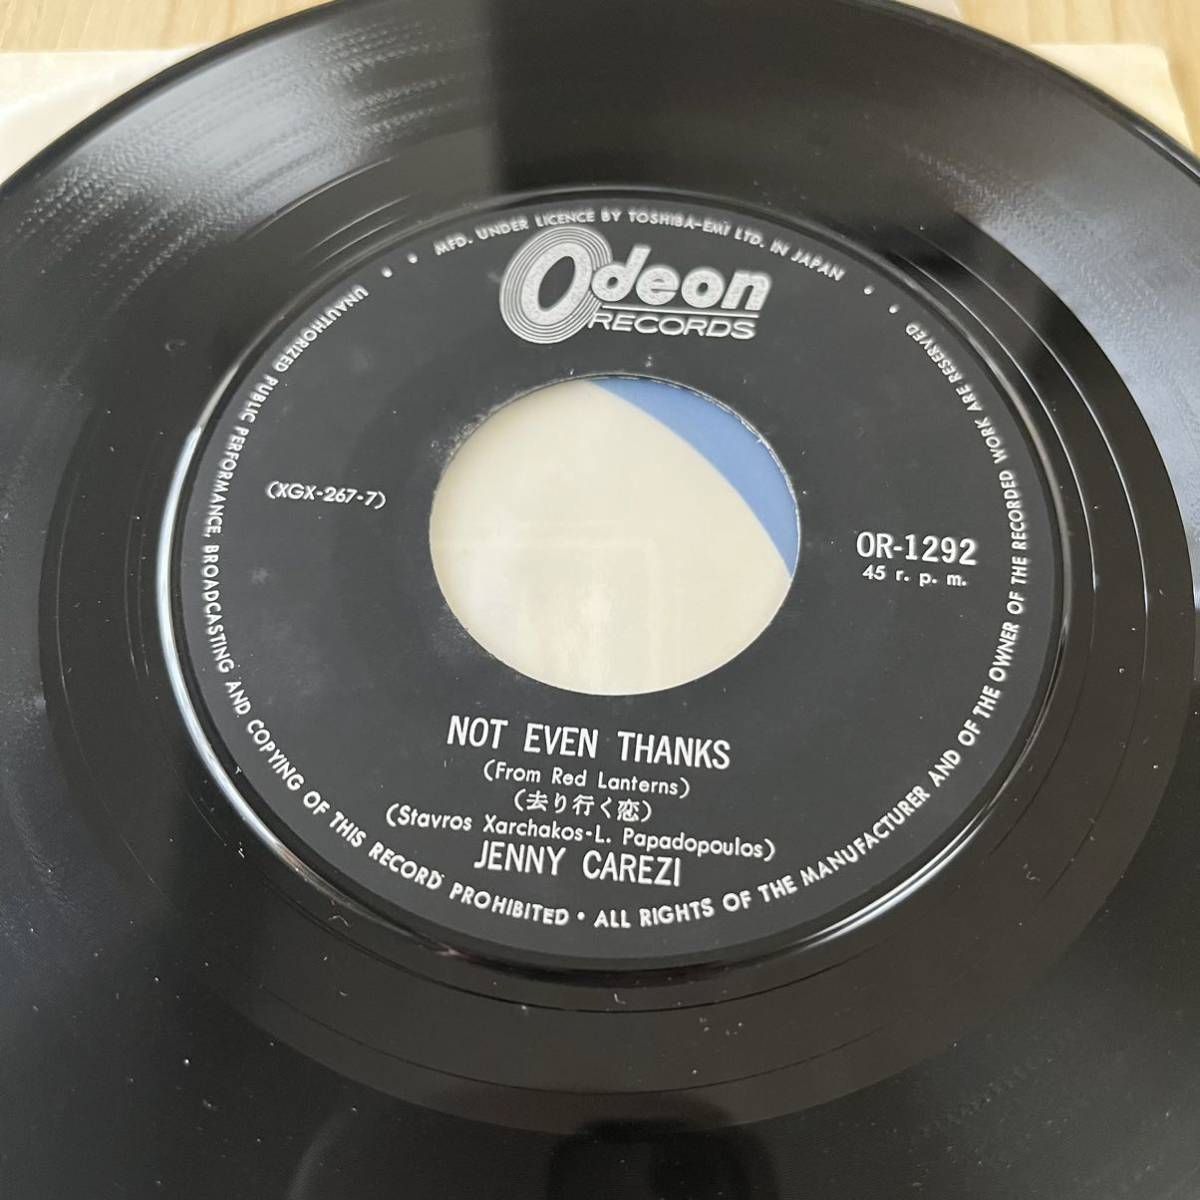 MFD. UNDER LICENCE BY TOSHIBA-EMI LTD. IN JAPAN
Odeon
RECORDS
(XGX-267-7)
OR-1292
45 r. p. m.
NOT EVEN THANKS
(From Red Lanterns)
(去り行く恋)
(Stavros Xarchakos-L. Papadopoulos)
JENNY CAREZI
UNAUTHORIZED PUBLIC PERFORMANCE, BROADCASTING AND COPYING OF THIS RECORD PROHIBITED • ALL RIGHTS OF THE MANUFACTURER AND OF THE OWNER OF THE RECORDED WORK ARE RESERVED